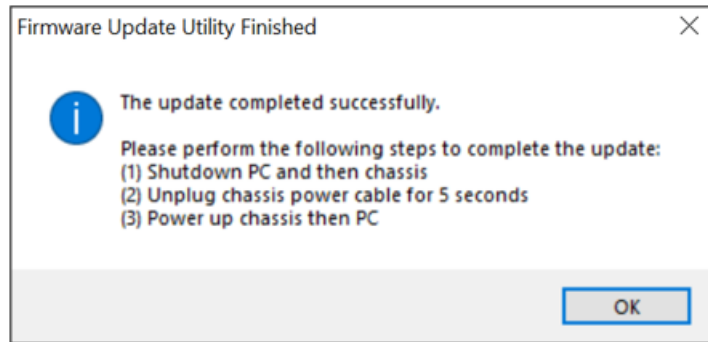 Firmware Update Utility Finished
The update completed successfully.
Please perform the following steps to complete the update:
(1) Shutdown PC and then chassis
(2) Unplug chassis power cable for 5 seconds
(3) Power up chassis then PC
OK